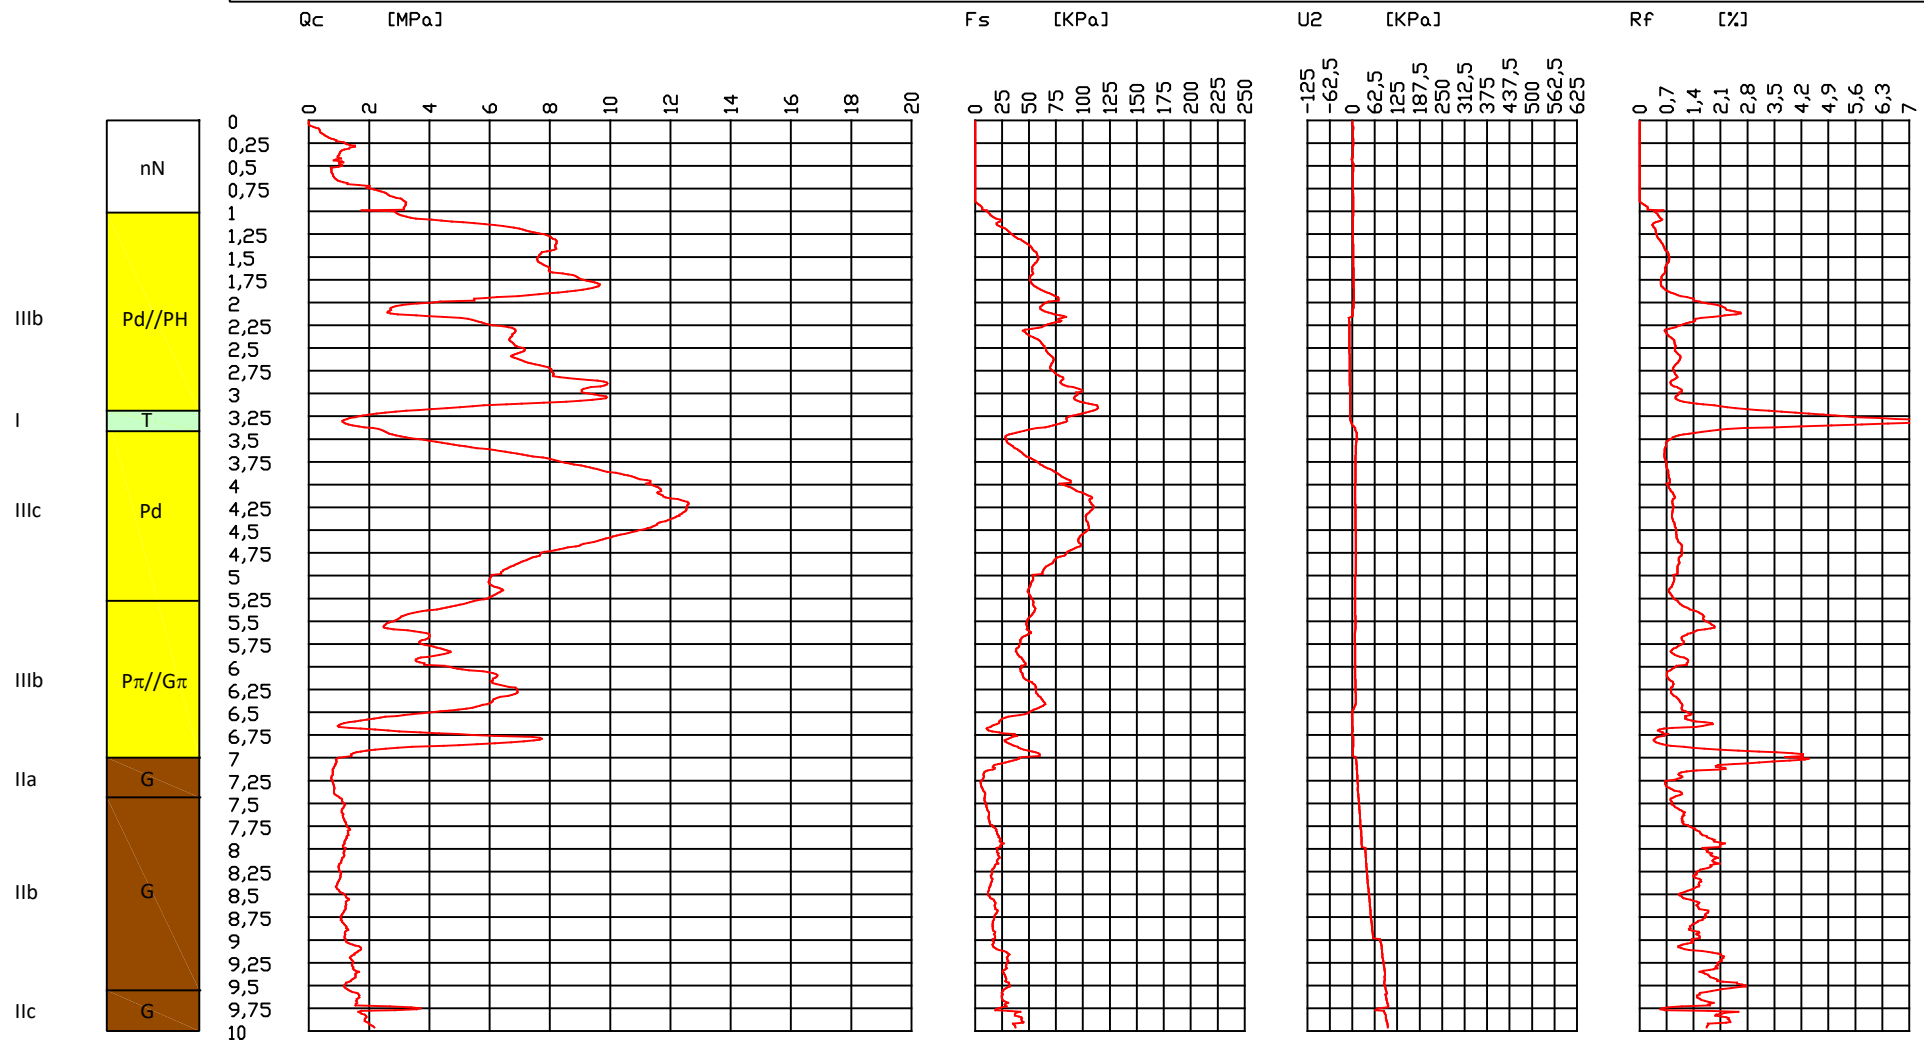 Qc [MPa] Fs [KPa] U2 [KPa] Rf [%]
0 2 4 6 8 10 12 14 16 18 20
0 25 50 75 100 125 150 175 200 225 250
-125 -62,5 0 62,5 125 187,5 250 312,5 375 437,5 500 562,5 625
0 0,7 1,4 2,1 2,8 3,5 4,2 4,9 5,6 6,3 7
0
0,25
nN 0,5
0,75
1
1,25
1,5
1,75
2
IIIb Pd//PH 2,25
2,5
2,75
3
I T 3,25
3,5
3,75
4
IIIc Pd 4,25
4,5
4,75
5
5,25
5,5
5,75
6
IIIb Pπ//Gπ 6,25
6,5
6,75
7
IIa G 7,25
7,5
7,75
8
8,25
IIb G 8,5
8,75
9
9,25
9,5
IIc G 9,75
10